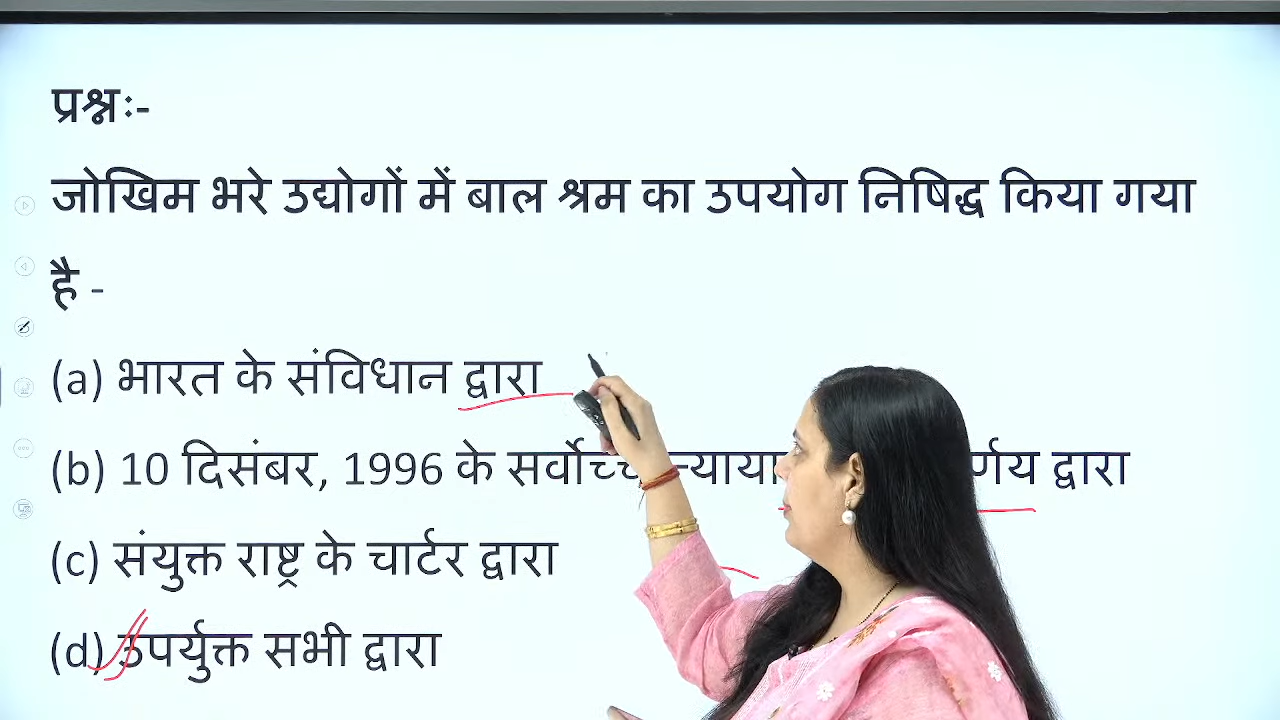 प्रश्नः-
जोखिम भरे उद्योगों में बाल श्रम का उपयोग निषिद्ध किया गया
है -
(a) भारत के संविधान द्वारा
(b) 10 दिसंबर, 1996 के सर्वोच्च द्वारा
(c) संयुक्त राष्ट्र के चार्टर द्वारा
(d) उपर्युक्त सभी द्वारा